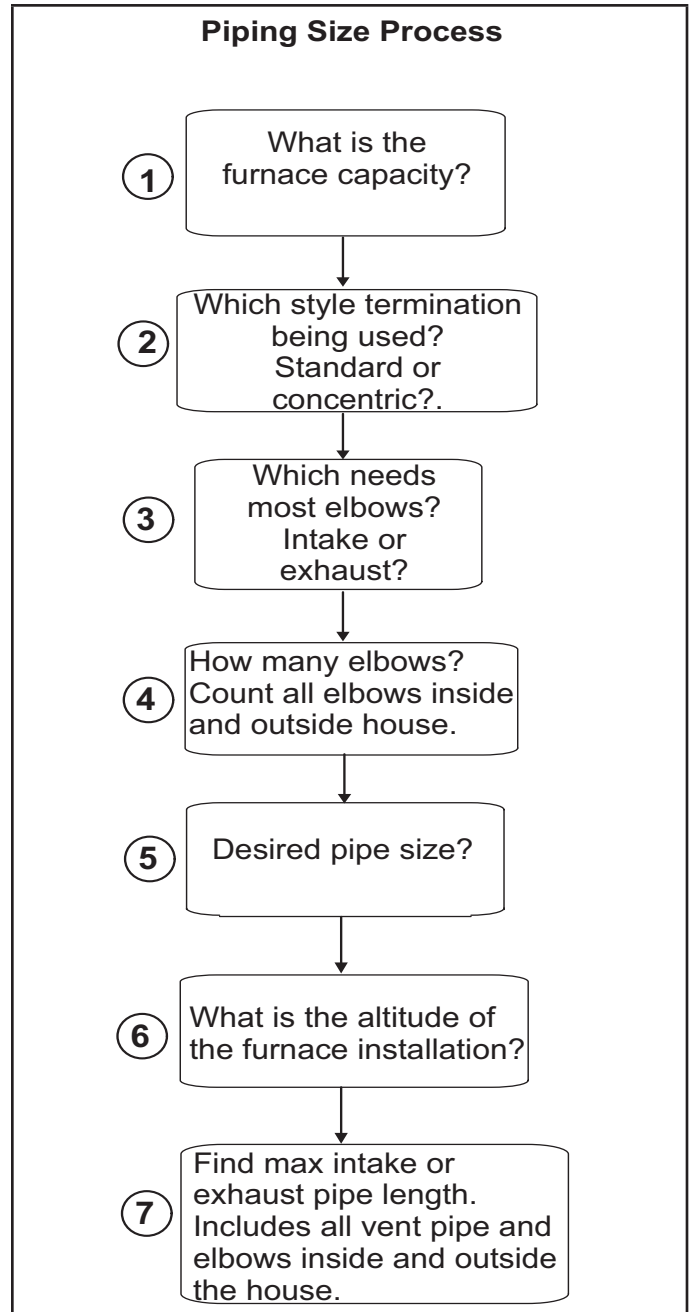 Piping Size Process
1
What is the
furnace capacity?
2
Which style termination
being used?
Standard or
concentric?.
3
Which needs
most elbows?
Intake or
exhaust?
4
How many elbows?
Count all elbows inside
and outside house.
5
Desired pipe size?
6
What is the altitude of
the furnace installation?
7
Find max intake or
exhaust pipe length.
Includes all vent pipe and
elbows inside and outside
the house.